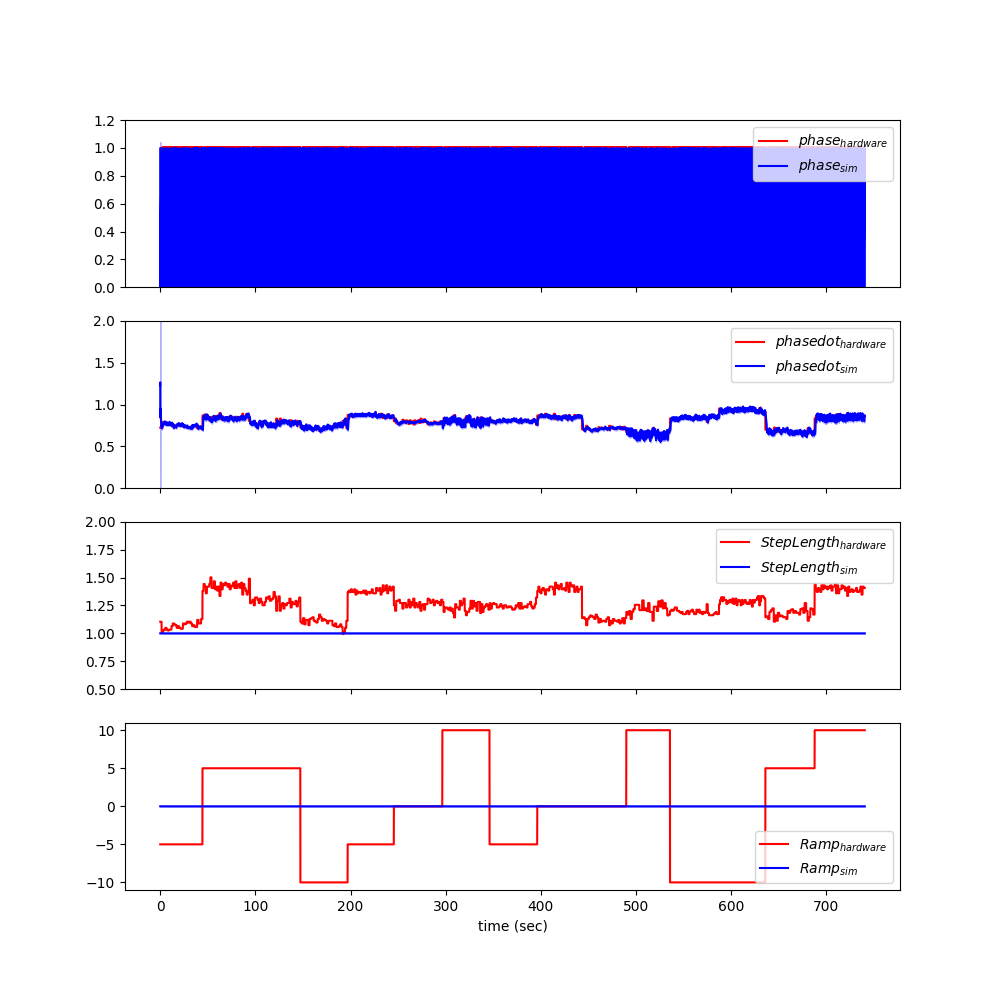 1.2
1.0
0.8
0.6
0.4
0.2
0.0
phase_hardware
phase_sim
0 100 200 300 400 500 600 700
2.0
1.5
1.0
0.5
0.0
phasedot_hardware
phasedot_sim
2.00
1.75
1.50
1.25
1.00
0.75
0.50
StepLength_hardware
StepLength_sim
10
5
0
−5
−10
Ramp_hardware
Ramp_sim
time (sec)